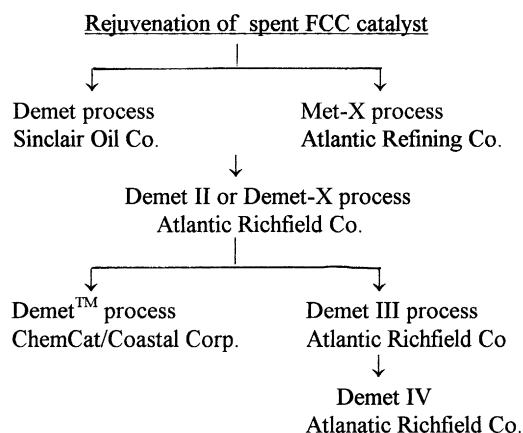 Rejuvenation of spent FCC catalyst
Demet process
Sinclair Oil Co.
Met-X process
Atlantic Refining Co.
Demet II or Demet-X process
Atlantic Richfield Co.
Demet™ process
ChemCat/Coastal Corp.
Demet III process
Atlantic Richfield Co
Demet IV
Atlanatic Richfield Co.